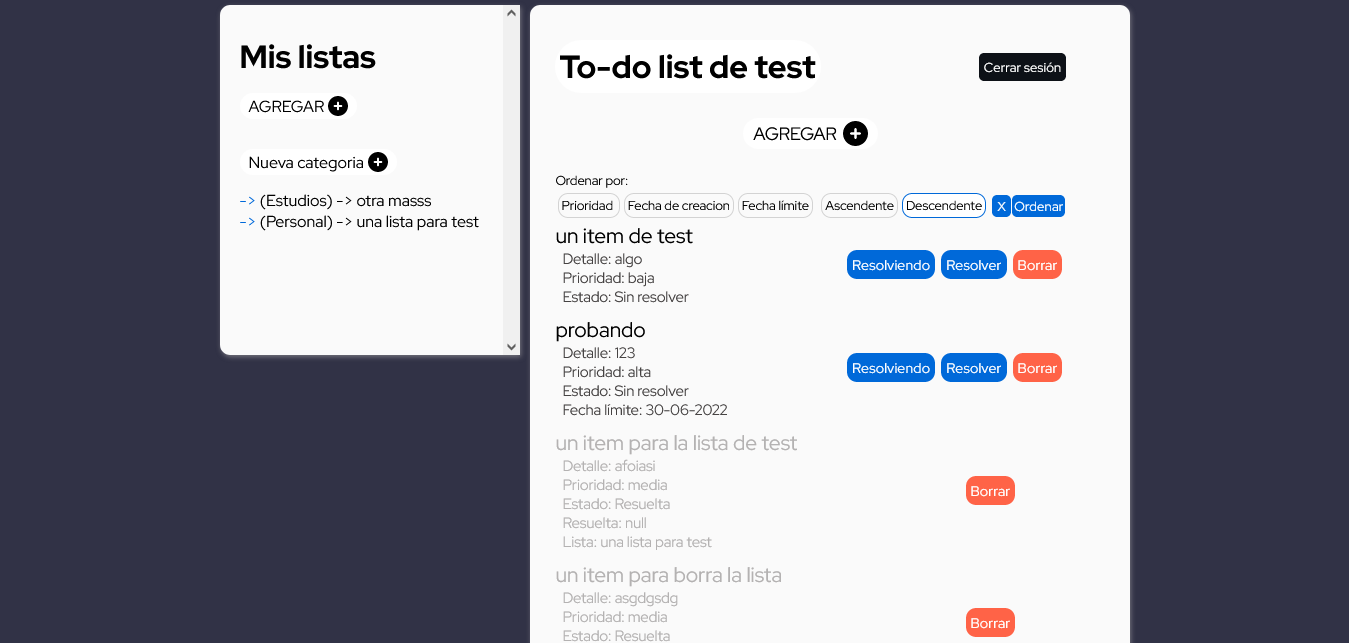 Mis listas
AGREGAR
Nueva categoria
-> (Estudios) -> otra masss
-> (Personal) -> una lista para test
To-do list de test
Cerrar sesión
AGREGAR
Ordenar por:
Prioridad Fecha de creacion Fecha límite Ascendente Descendente X Ordenar
un item de test
Detalle: algo
Prioridad: baja
Estado: Sin resolver
Resolviendo Resolver Borrar
probando
Detalle: 123
Prioridad: alta
Estado: Sin resolver
Fecha límite: 30-06-2022
Resolviendo Resolver Borrar
un item para la lista de test
Detalle: afoiasi
Prioridad: media
Estado: Resuelta
Resuelta: null
Lista: una lista para test
Borrar
un item para borra la lista
Detalle: asgdgsdg
Prioridad: media
Estado: Resuelta
Borrar